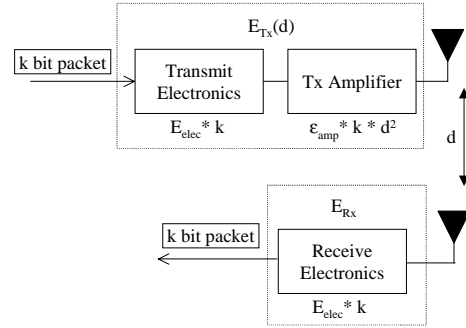 E_Tx(d)
k bit packet
Transmit
Electronics
Tx Amplifier
E_elec* k
ε_amp* k * d²
d
E_Rx
k bit packet
Receive
Electronics
E_elec* k